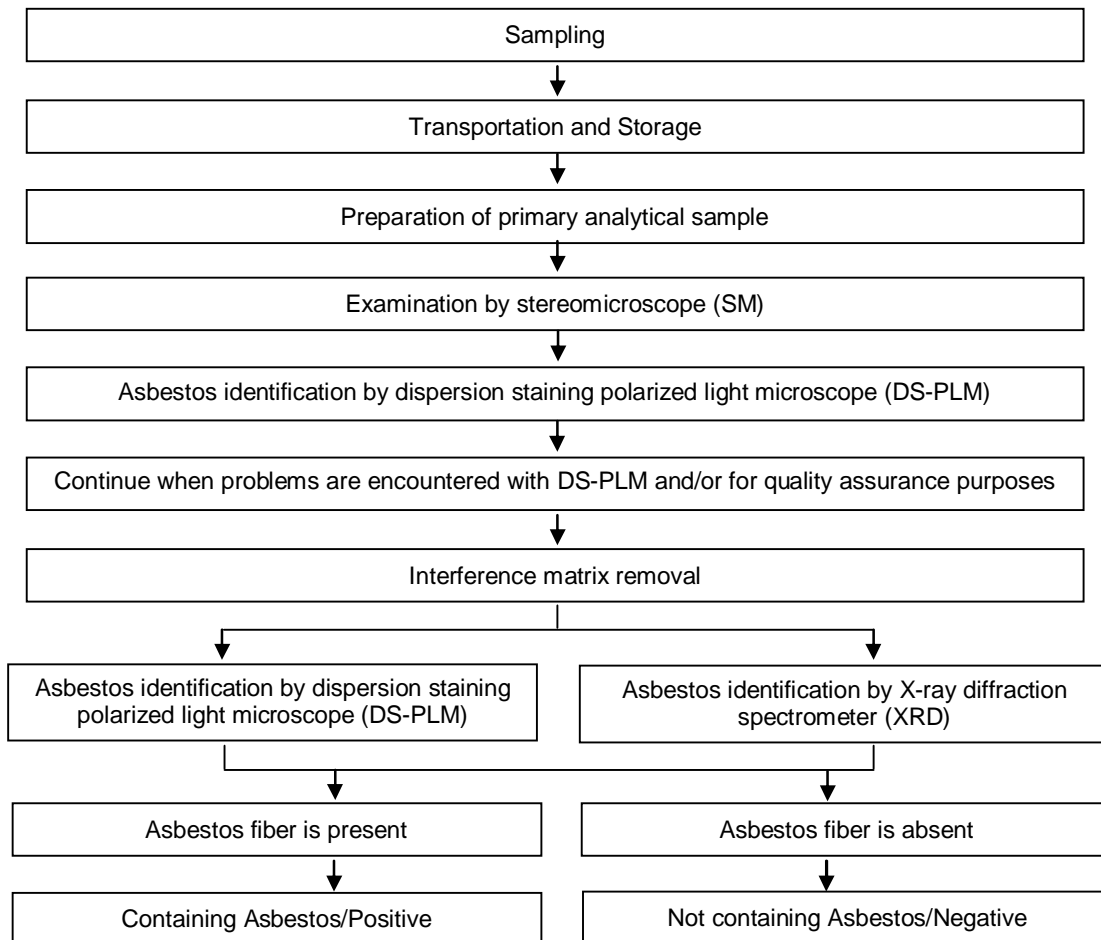 Sampling
Transportation and Storage
Preparation of primary analytical sample
Examination by stereomicroscope (SM)
Asbestos identification by dispersion staining polarized light microscope (DS-PLM)
Continue when problems are encountered with DS-PLM and/or for quality assurance purposes
Interference matrix removal
Asbestos identification by dispersion staining
polarized light microscope (DS-PLM)
Asbestos identification by X-ray diffraction
spectrometer (XRD)
Asbestos fiber is present
Asbestos fiber is absent
Containing Asbestos/Positive
Not containing Asbestos/Negative